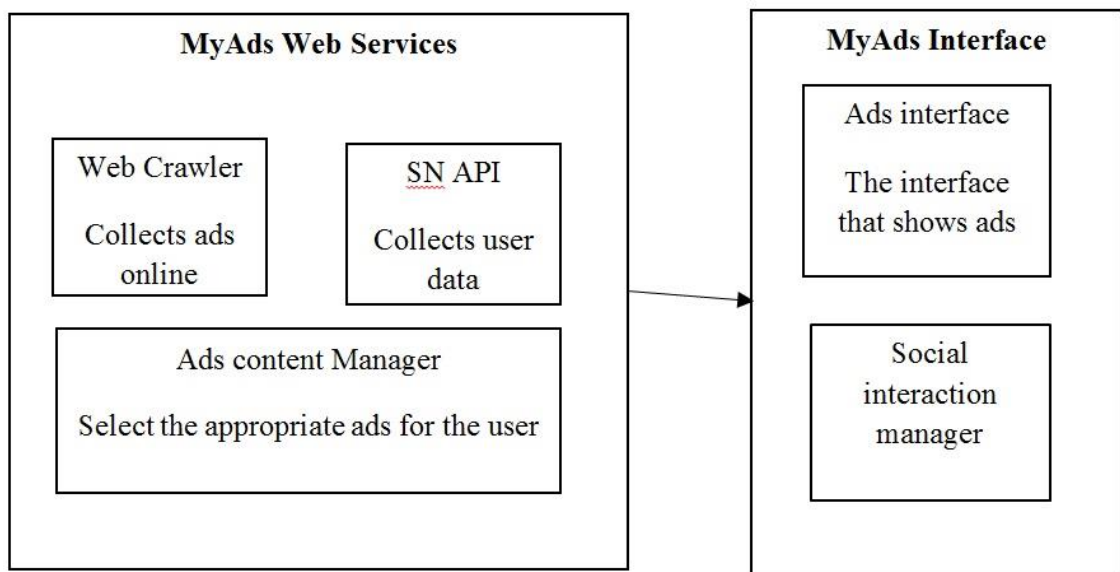 MyAds Web Services
Web Crawler
Collects ads
online
SN API
Collects user
data
Ads content Manager
Select the appropriate ads for the user
MyAds Interface
Ads interface
The interface
that shows ads
Social
interaction
manager